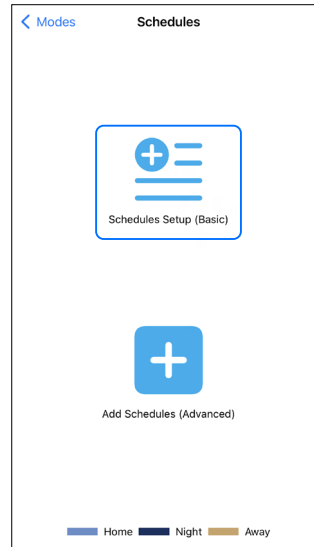 Modes
Schedules
Schedules Setup (Basic)
Add Schedules (Advanced)
Home Night Away